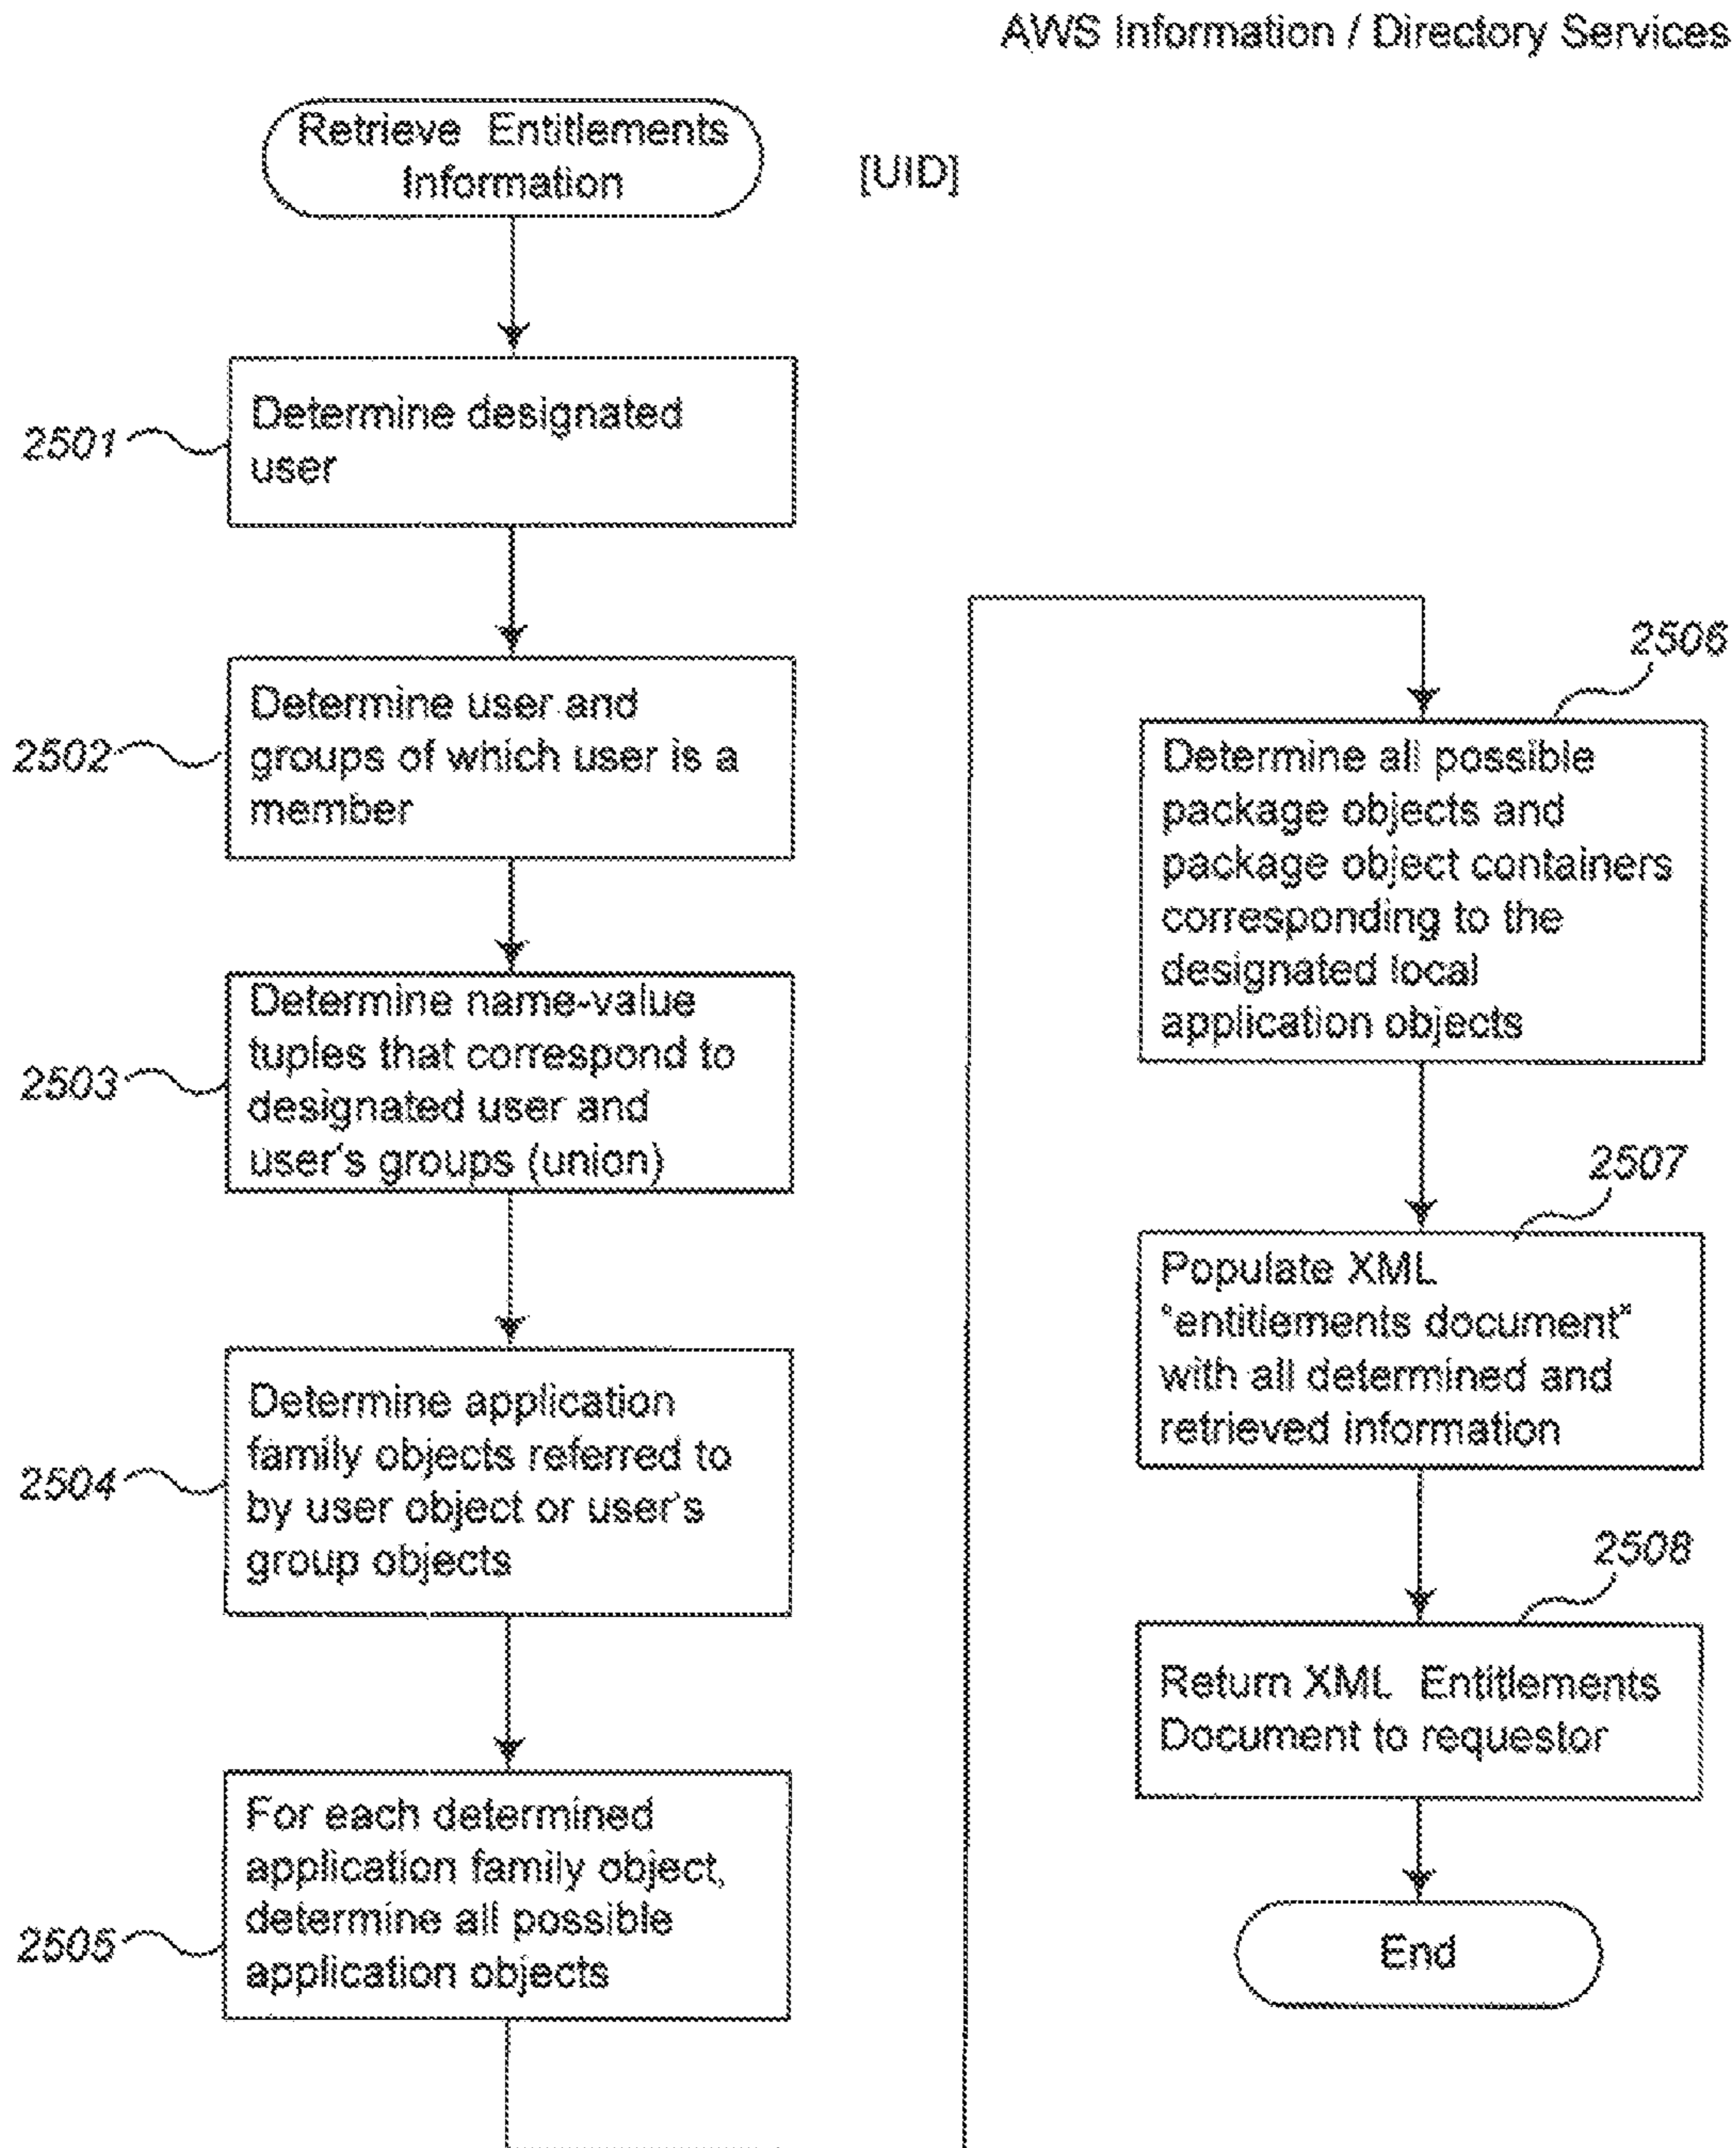 AWS Information / Directory Services
Retrieve Entitlements
Information
[UID]
2501
Determine designated
user
2502
Determine user and
groups of which user is a
member
2503
Determine name-value
tuples that correspond to
designated user and
user's groups (union)
2504
Determine application
family objects referred to
by user object or user's
group objects
2505
For each determined
application family object,
determine all possible
application objects
2506
Determine all possible
package objects and
package object containers
corresponding to the
designated local
application objects
2507
Populate XML
"entitlements document"
with all determined and
retrieved information
2508
Return XML Entitlements
Document to requestor
End